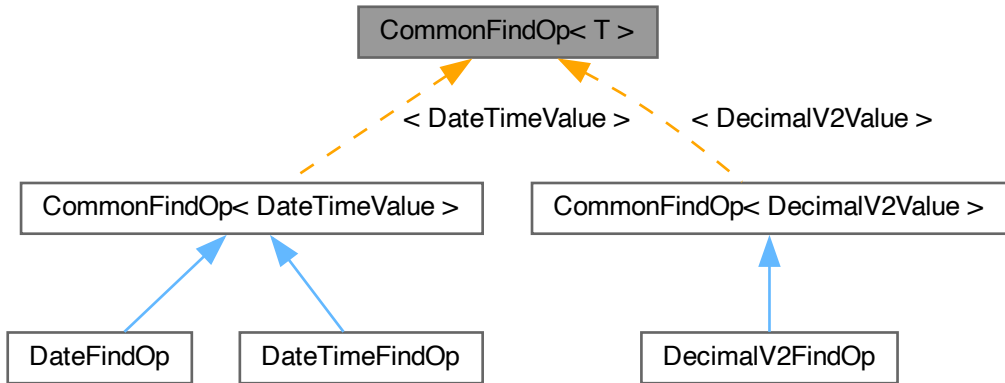 CommonFindOp< T >
< DateTimeValue >
< DecimalV2Value >
CommonFindOp< DateTimeValue >
CommonFindOp< DecimalV2Value >
DateFindOp
DateTimeFindOp
DecimalV2FindOp